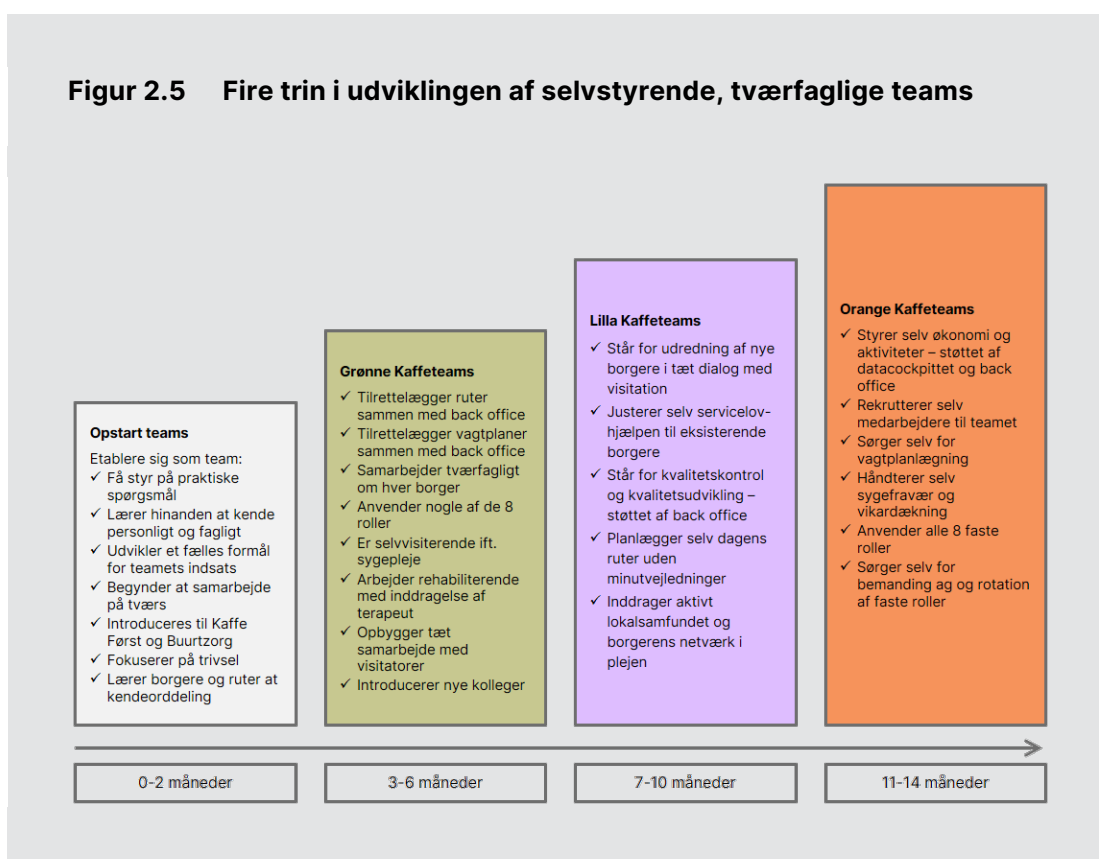 Figur 2.5 Fire trin i udviklingen af selvstyrende, tværfaglige teams
Opstart teams
Etablere sig som team:
✓ Få styr på praktiske
spørgsmål
✓ Lærer hinanden at kende
personligt og fagligt
✓ Udvikler et fælles formål
for teamets indsats
✓ Begynder at samarbejde
på tværs
✓ Introduceres til Kaffe
Først og Buurtzorg
✓ Fokuserer på trivsel
✓ Lærer borgere og ruter at
kendeorddeling
Grønne Kaffeteams
✓ Tilrettelægger ruter
sammen med back office
✓ Tilrettelægger vagtplaner
sammen med back office
✓ Samarbejder tværfagligt
om hver borger
✓ Anvender nogle af de 8
roller
✓ Er selvvisiterende ift.
sygepleje
✓ Arbejder rehabiliterende
med inddragelse af
terapeut
✓ Opbygger tæt
samarbejde med
visitatorer
✓ Introducerer nye kolleger
Lilla Kaffeteams
✓ Står for udredning af nye
borgere i tæt dialog med
visitation
✓ Justerer selv servicelov-
hjælpen til eksisterende
borgere
✓ Står for kvalitetskontrol
og kvalitetsudvikling –
støttet af back office
✓ Planlægger selv dagens
ruter uden
minutvejledninger
✓ Inddrager aktivt
lokalsamfundet og
borgerens netværk i
plejen
Orange Kaffeteams
✓ Styrer selv økonomi og
aktiviteter – støttet af
datacockpittet og back
office
✓ Rekrutterer selv
medarbejdere til teamet
✓ Sørger selv for
vagtplanlægning
✓ Håndterer selv
sygefravær og
vikardækning
✓ Anvender alle 8 faste
roller
✓ Sørger selv for
bemanding ag og rotation
af faste roller
0-2 måneder
3-6 måneder
7-10 måneder
11-14 måneder